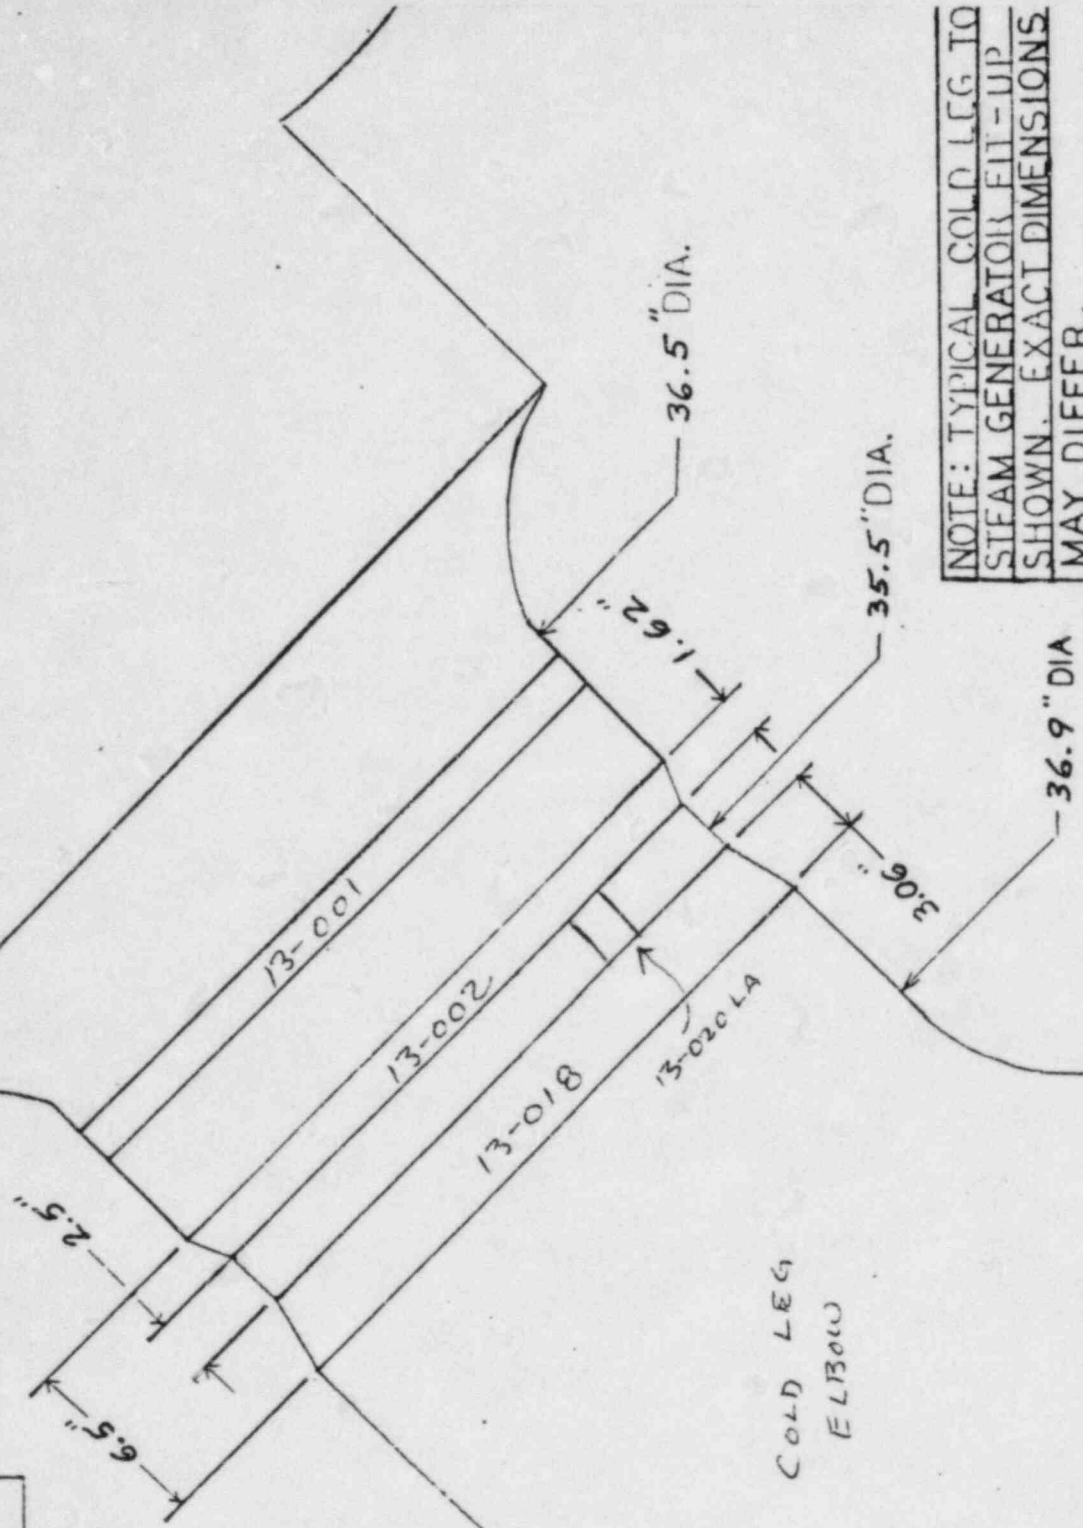 13-001
13-002
13-018
13-020 LA
2.5"
6.5"
36.5" DIA.
1.62"
35.5" DIA.
3.06"
36.9" DIA
COLD LEG
ELBOW
NOTE: TYPICAL COLD LEG TO
STEAM GENERATOR FIT-UP
SHOWN. EXACT DIMENSIONS
MAY DIFFER.